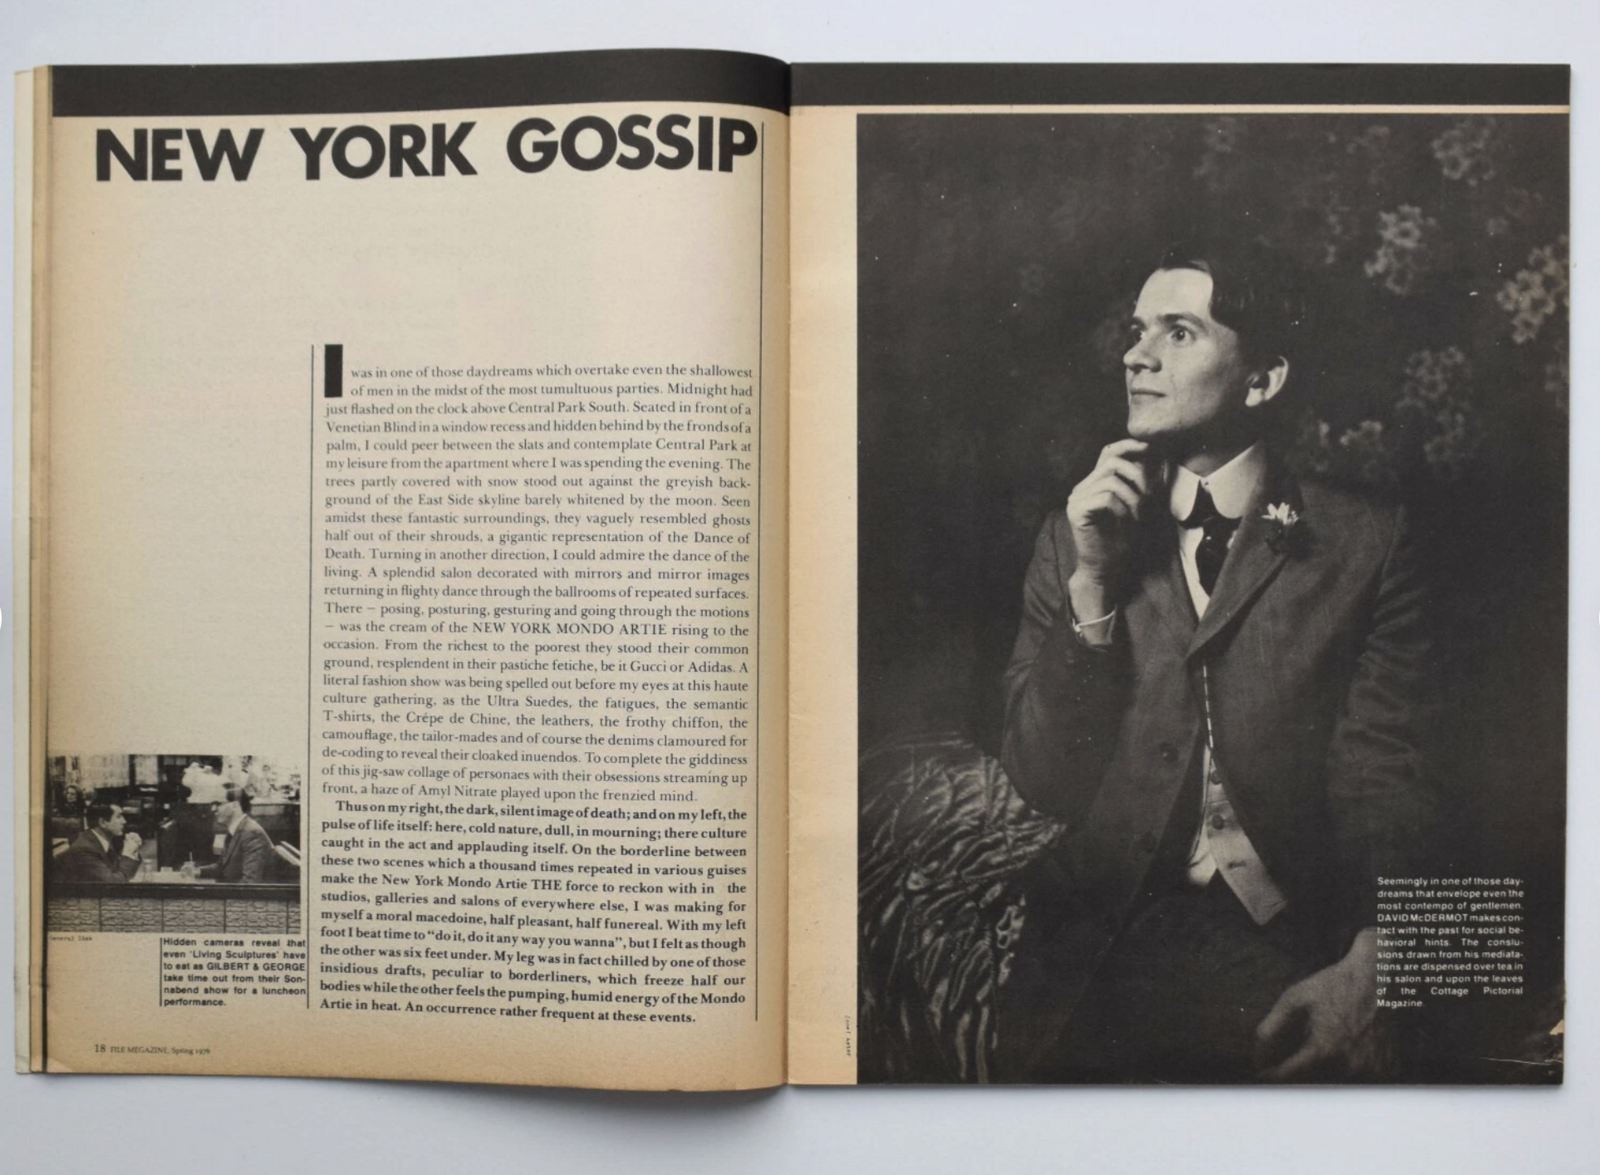 NEW YORK GOSSIP
I was in one of those daydreams which overtake even the shallowest
of men in the midst of the most tumultuous parties. Midnight had
just flashed on the clock above Central Park South. Seated in front of a
Venetian Blind in a window recess and hidden behind by the fronds of a
palm, I could peer between the slats and contemplate Central Park at
my leisure from the apartment where I was spending the evening. The
trees partly covered with snow stood out against the greyish back-
ground of the East Side skyline barely whitened by the moon. Seen
amidst these fantastic surroundings, they vaguely resembled ghosts
half out of their shrouds, a gigantic representation of the Dance of
Death. Turning in another direction, I could admire the dance of the
living. A splendid salon decorated with mirrors and mirror images
returning in flighty dance through the ballrooms of repeated surfaces.
There – posing, posturing, gesturing and going through the motions
– was the cream of the NEW YORK MONDO ARTIE rising to the
occasion. From the richest to the poorest they stood their common
ground, resplendent in their pastiche fetiche, be it Gucci or Adidas. A
literal fashion show was being spelled out before my eyes at this haute
culture gathering, as the Ultra Suedes, the fatigues, the semantic
T-shirts, the Crêpe de Chine, the leathers, the frothy chiffon, the
camouflage, the tailor-mades and of course the denims clamoured for
de-coding to reveal their cloaked inuendos. To complete the giddiness
of this jig-saw collage of personaes with their obsessions streaming up
front, a haze of Amyl Nitrate played upon the frenzied mind.
Thus on my right, the dark, silent image of death; and on my left, the
pulse of life itself: here, cold nature, dull, in mourning; there culture
caught in the act and applauding itself. On the borderline between
these two scenes which a thousand times repeated in various guises
make the New York Mondo Artie THE force to reckon with in the
studios, galleries and salons of everywhere else, I was making for
myself a moral macedoine, half pleasant, half funereal. With my left
foot I beat time to "do it, do it any way you wanna", but I felt as though
the other was six feet under. My leg was in fact chilled by one of those
insidious drafts, peculiar to borderliners, which freeze half our
bodies while the other feels the pumping, humid energy of the Mondo
Artie in heat. An occurrence rather frequent at these events.
Hidden cameras reveal that
even 'Living Sculptures' have
to eat as GILBERT & GEORGE
take time out from their Son-
nabend show for a luncheon
performance.
18 FILE MEGAZINE, Spring 1976
Seemingly in one of those day-
dreams that envelope even the
most contempo of gentlemen,
DAVID McDERMOT makes con-
tact with the past for social be-
havioral hints. The conslu-
sions drawn from his mediata-
tions are dispensed over tea in
his salon and upon the leaves
of the Cottage Pictorial
Magazine.